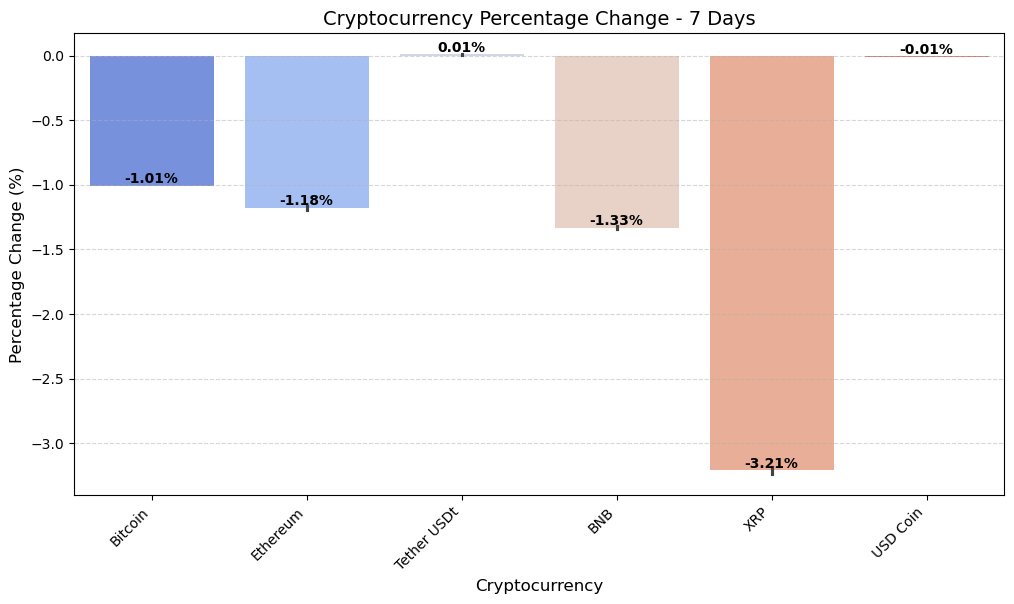 Cryptocurrency Percentage Change - 7 Days
Percentage Change (%)
0.0
−0.5
−1.0
−1.5
−2.0
−2.5
−3.0
-1.01%
-1.18%
0.01%
-1.33%
-3.21%
-0.01%
Bitcoin
Ethereum
Tether USDt
BNB
XRP
USD Coin
Cryptocurrency